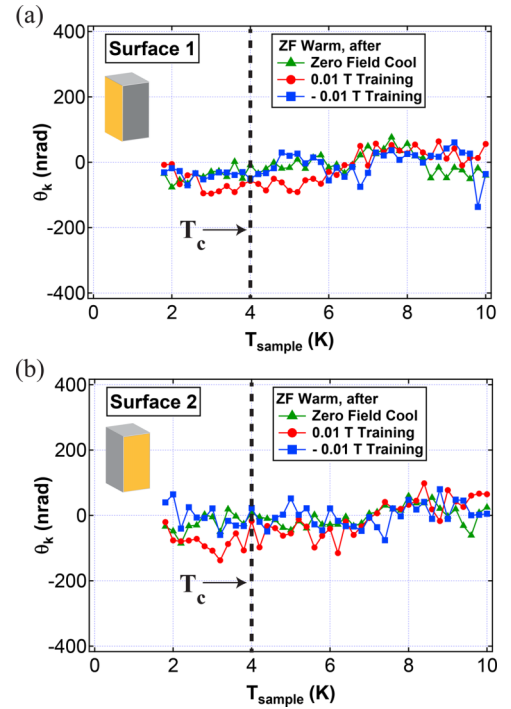 (a)
400
200
0
-200
-400
θk (nrad)
Surface 1
ZF Warm, after
Zero Field Cool
0.01 T Training
- 0.01 T Training
Tc
0 2 4 6 8 10
Tsample (K)
(b)
400
200
0
-200
-400
θk (nrad)
Surface 2
ZF Warm, after
Zero Field Cool
0.01 T Training
- 0.01 T Training
Tc
0 2 4 6 8 10
Tsample (K)